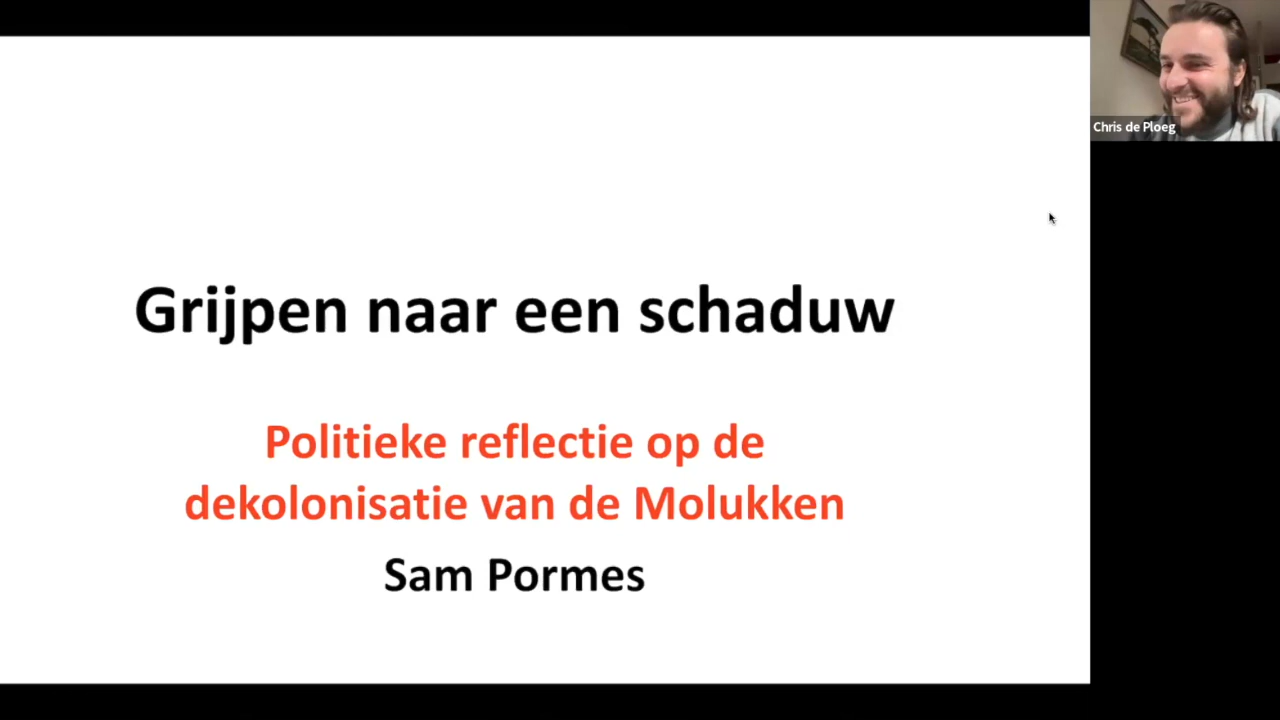 Chris de Ploeg
Grijpen naar een schaduw
Politieke reflectie op de
dekolonisatie van de Molukken
Sam Pormes